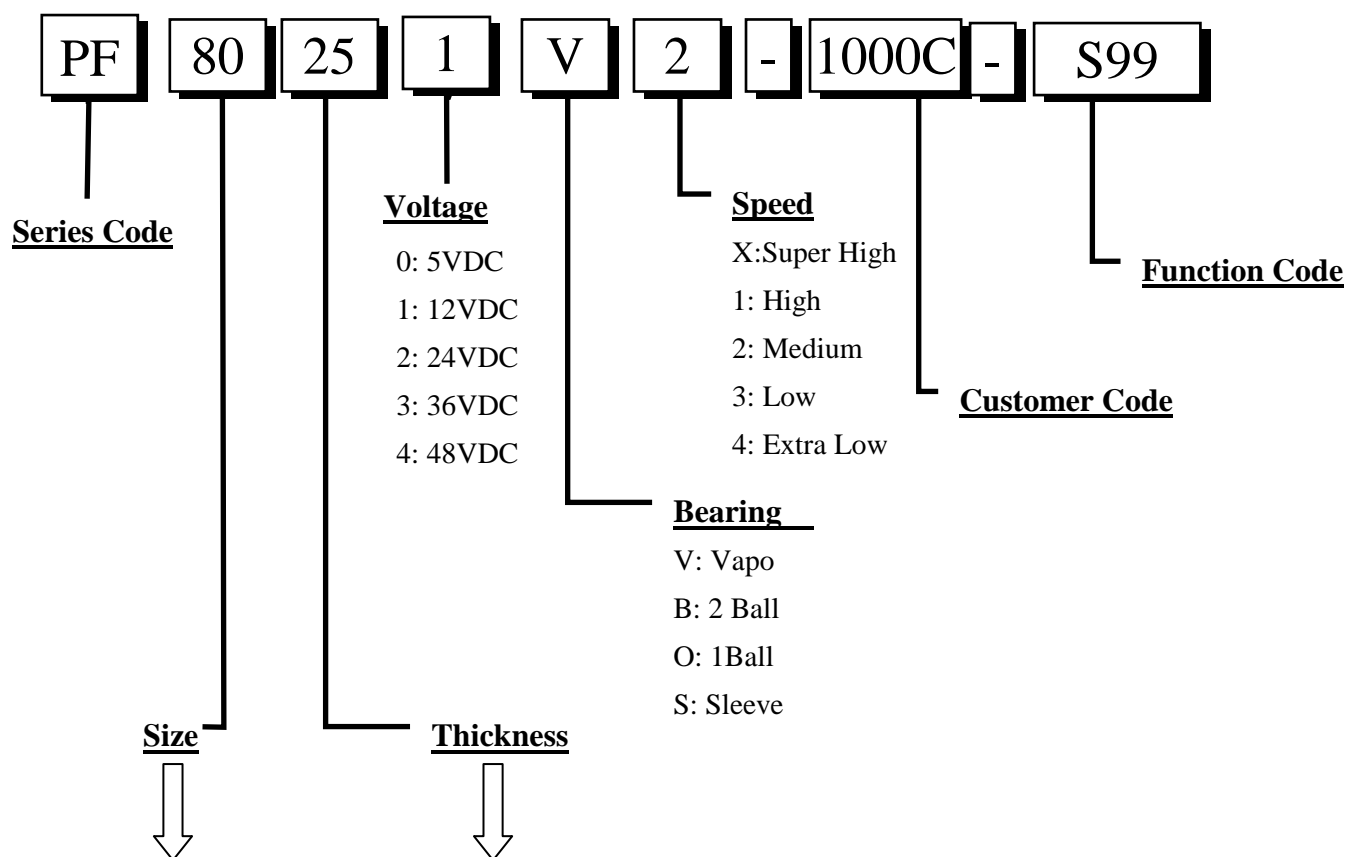 PF 80 25 1 V 2 - 1000C - S99
Series Code
Voltage
0: 5VDC
1: 12VDC
2: 24VDC
3: 36VDC
4: 48VDC
Speed
X:Super High
1: High
2: Medium
3: Low
4: Extra Low
Function Code
Customer Code
Bearing
V: Vapo
B: 2 Ball
O: 1Ball
S: Sleeve
Size
Thickness